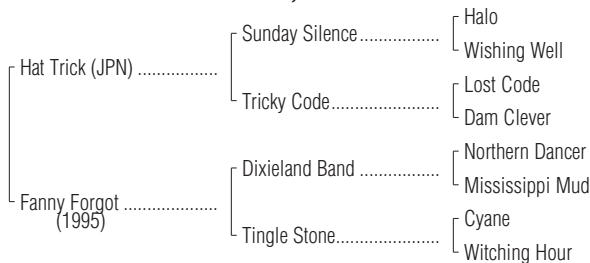 Halo
Sunday Silence..................
Wishing Well
Hat Trick (JPN) .................
Lost Code
Tricky Code........................
Dam Clever
Northern Dancer
Dixieland Band ..................
Mississippi Mud
Fanny Forgot ....................
(1995)
Cyane
Tingle Stone.......................
Witching Hour